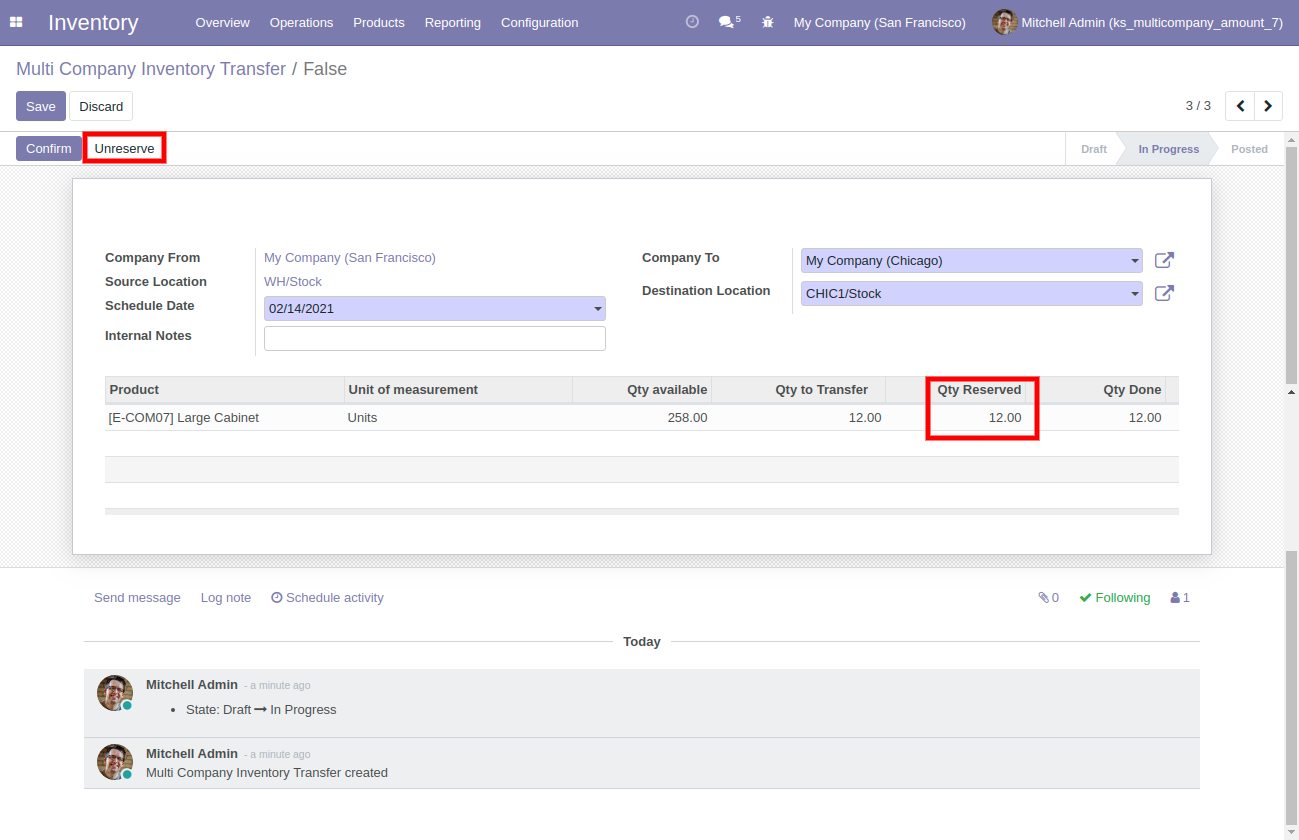 Inventory Overview Operations Products Reporting Configuration 5 My Company (San Francisco) Mitchell Admin (ks_multicompany_amount_7)
Multi Company Inventory Transfer / False
Save Discard 3 / 3
Confirm Unreserve Draft In Progress Posted
Company From My Company (San Francisco) Company To My Company (Chicago)
Source Location WH/Stock Destination Location CHIC1/Stock
Schedule Date 02/14/2021
Internal Notes
Product Unit of measurement Qty available Qty to Transfer Qty Reserved Qty Done
[E-COM07] Large Cabinet Units 258.00 12.00 12.00 12.00
Send message Log note Schedule activity 0 Following 1
Today
Mitchell Admin - a minute ago
• State: Draft → In Progress
Mitchell Admin - a minute ago
Multi Company Inventory Transfer created